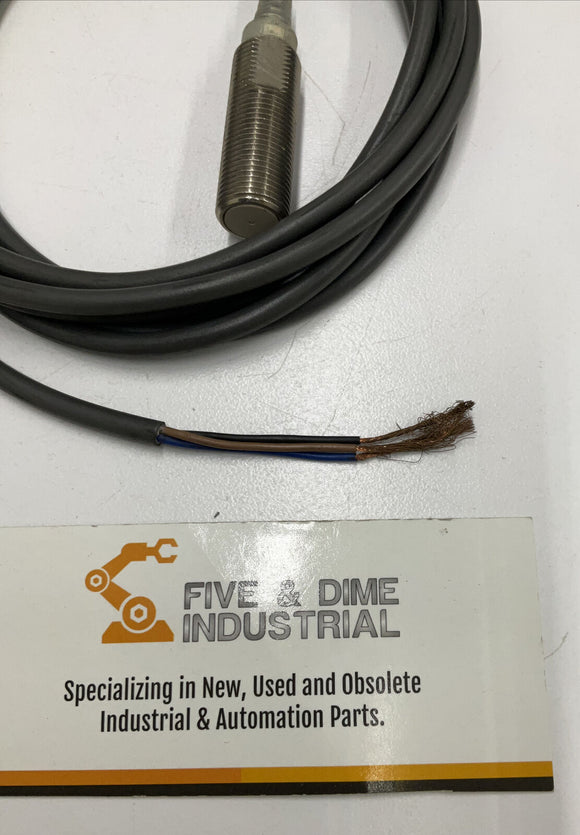 FIVE & DIME
INDUSTRIAL
Specializing in New, Used and Obsolete
Industrial & Automation Parts.